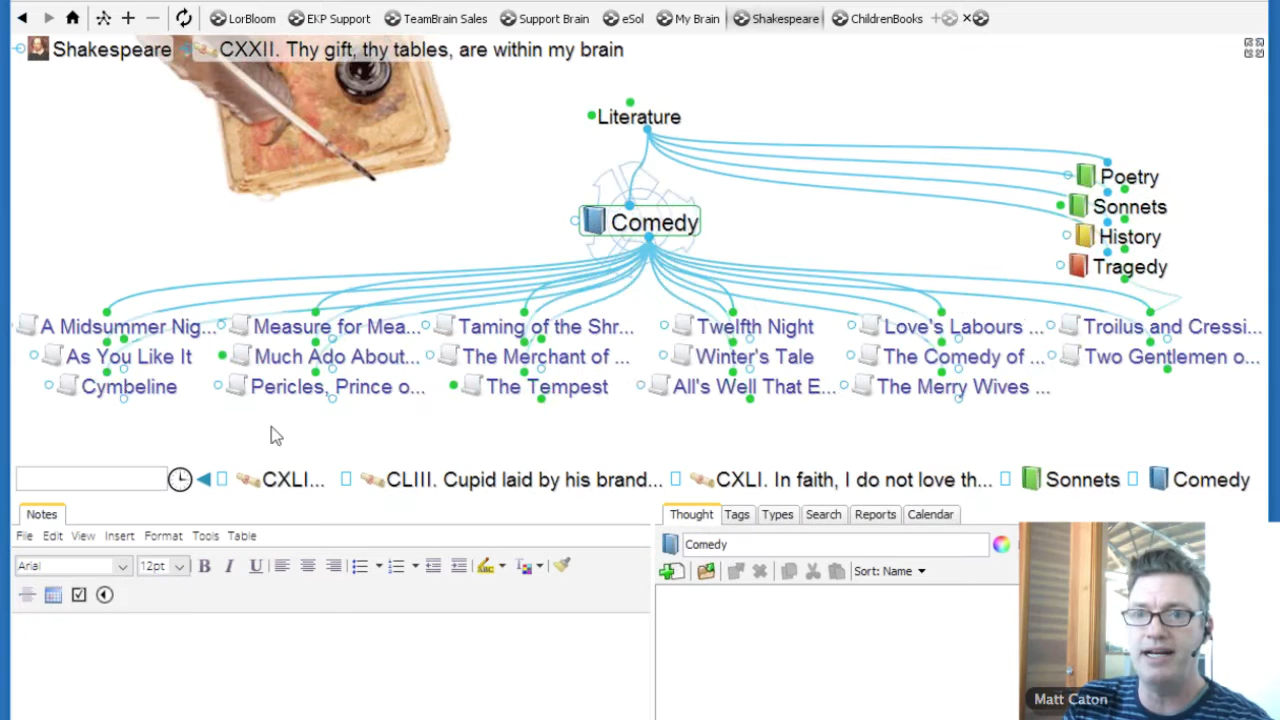 LorBloom EKP Support TeamBrain Sales Support Brain eSol My Brain Shakespeare ChildrenBooks
Shakespeare CXXII. Thy gift, thy tables, are within my brain
Literature
Poetry
Sonnets
Comedy
History
Tragedy
A Midsummer Nig... Measure for Mea... Taming of the Shr... Twelfth Night Love's Labours ... Troilus and Cressi...
As You Like It Much Ado About... The Merchant of ... Winter's Tale The Comedy of ... Two Gentlemen o...
Cymbeline Pericles, Prince o... The Tempest All's Well That E... The Merry Wives ...
CXLI... CLIII. Cupid laid by his brand... CXLI. In faith, I do not love th... Sonnets Comedy
Notes Thought Tags Types Search Reports Calendar
File Edit View Insert Format Tools Table
Comedy
Arial 12pt B I U Sort: Name
Matt Caton